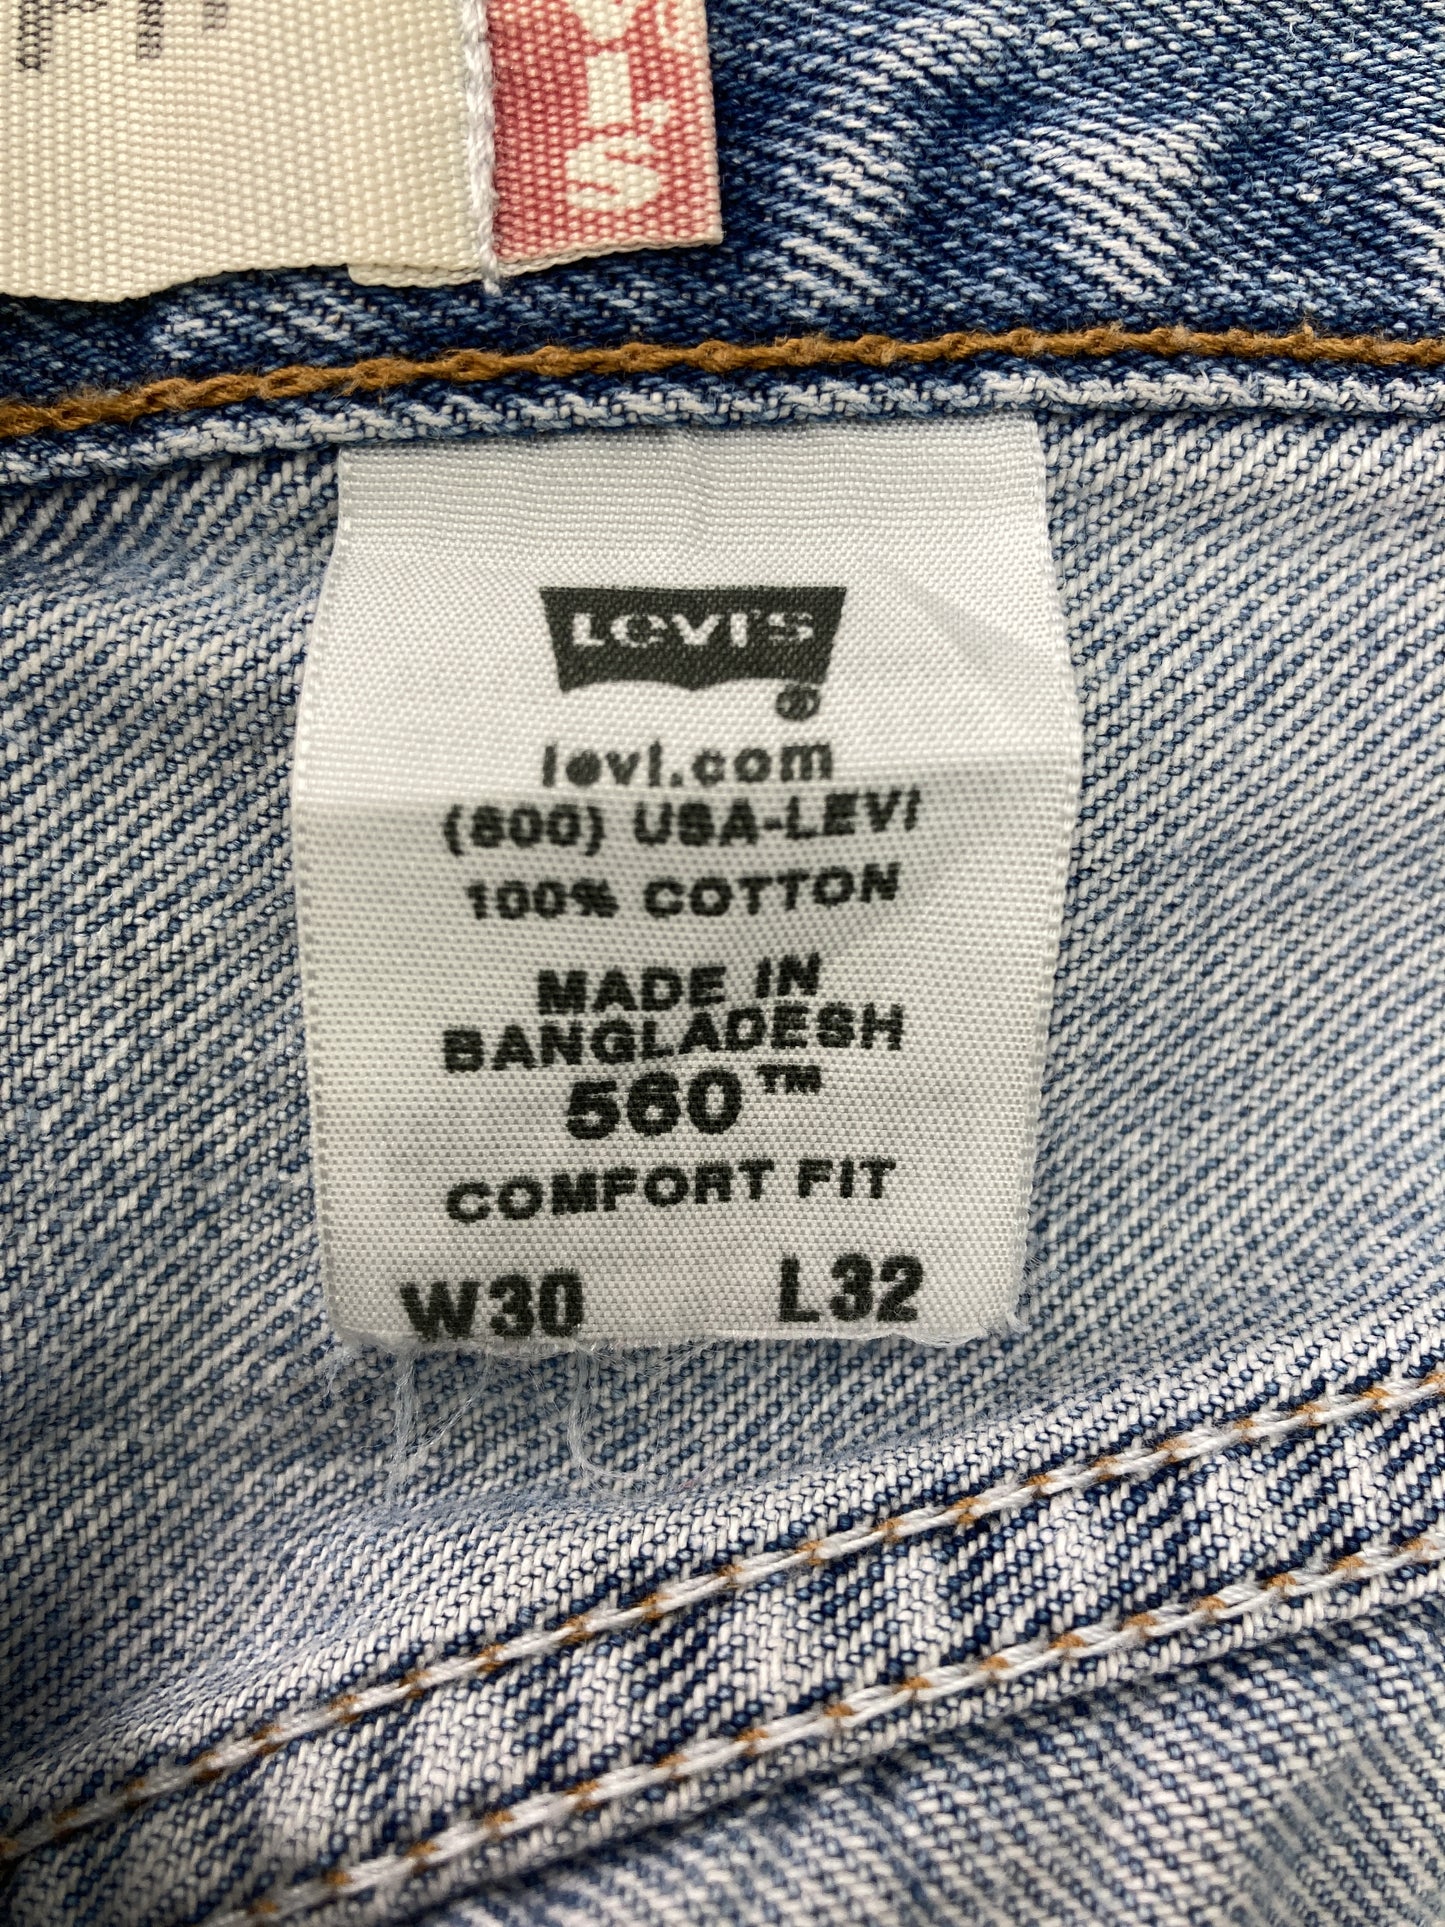 LEVI'S
levi.com
(800) USA-LEVI
100% COTTON
MADE IN
BANGLADESH
560™
COMFORT FIT
W30 L32